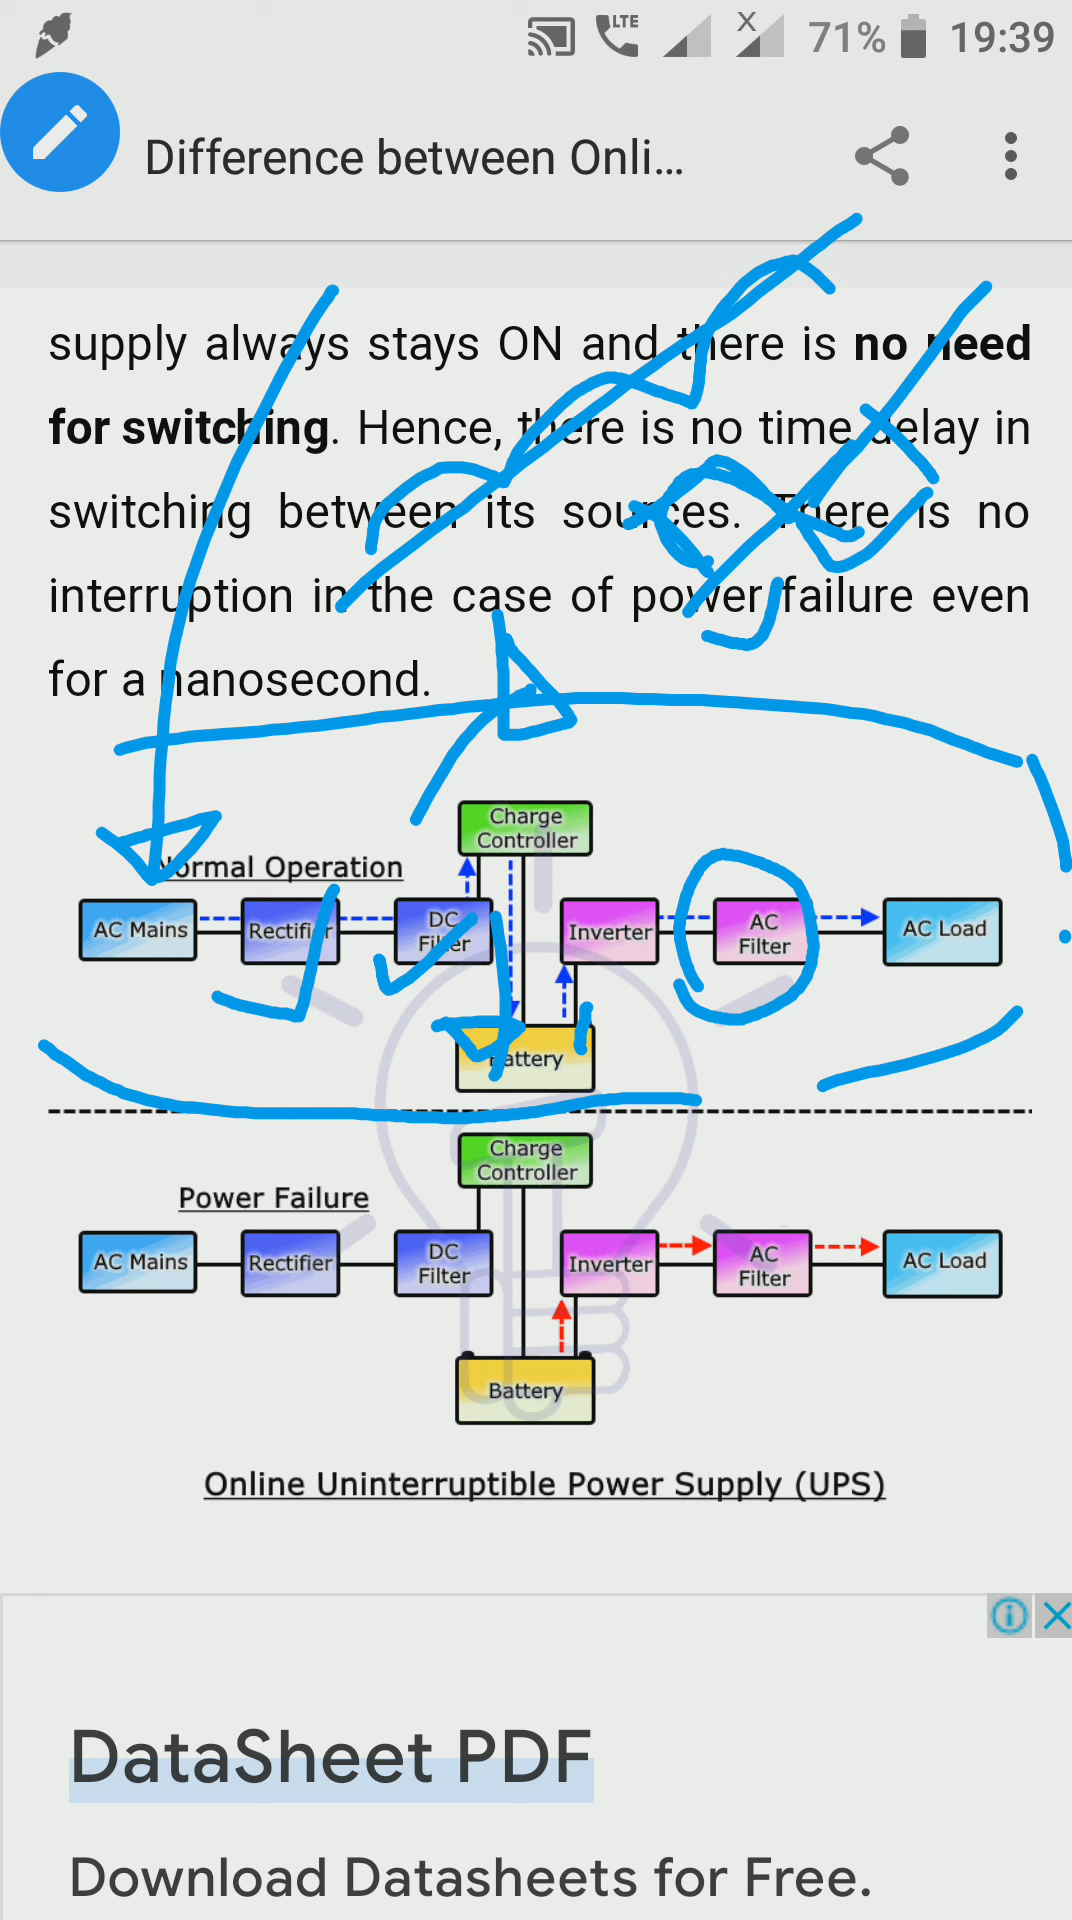 LTE X 71% 19:39
Difference between Onli...
supply always stays ON and there is no need
for switching. Hence, there is no time delay in
switching between its sources. There is no
interruption in the case of power failure even
for a nanosecond.
Charge
Controller
Normal Operation
AC Mains
Rectifier
DC
Filter
Inverter
AC
Filter
AC Load
Battery
Charge
Controller
Power Failure
AC Mains
Rectifier
DC
Filter
Inverter
AC
Filter
AC Load
Battery
Online Uninterruptible Power Supply (UPS)
DataSheet PDF
Download Datasheets for Free.